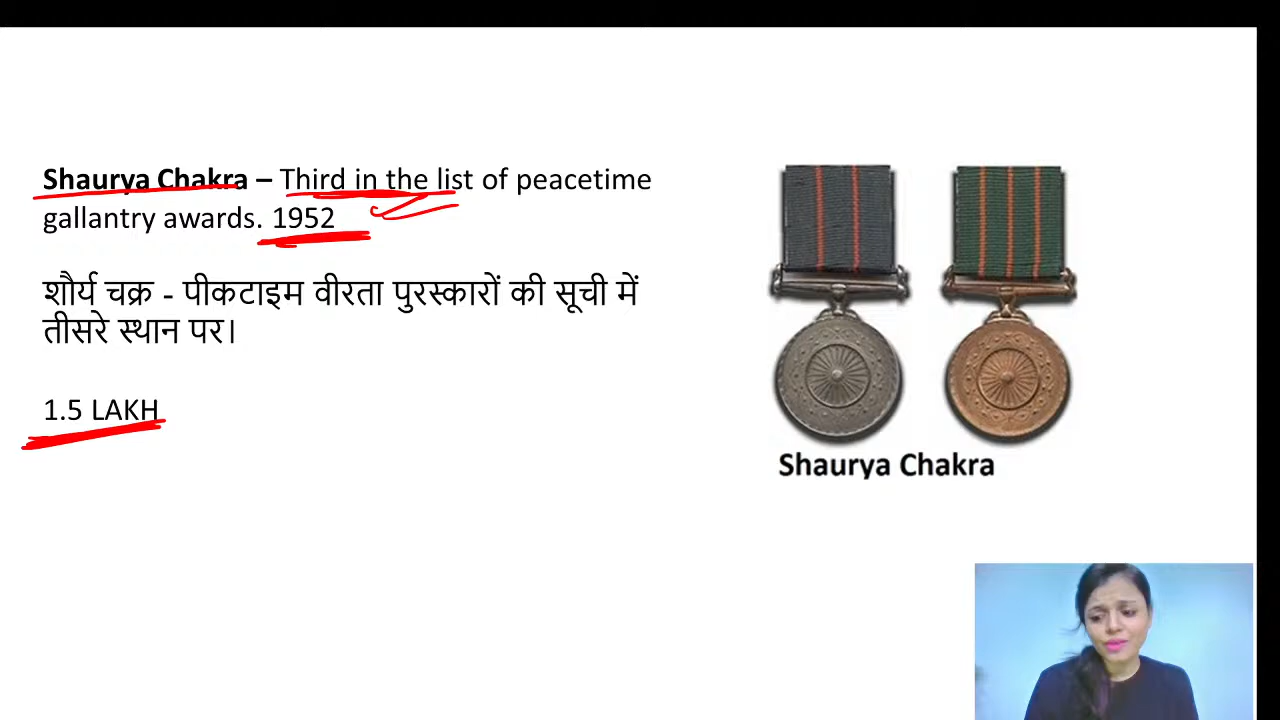 Shaurya Chakra – Third in the list of peacetime
gallantry awards. 1952
शौर्य चक्र - पीकटाइम वीरता पुरस्कारों की सूची में
तीसरे स्थान पर।
1.5 LAKH
Shaurya Chakra